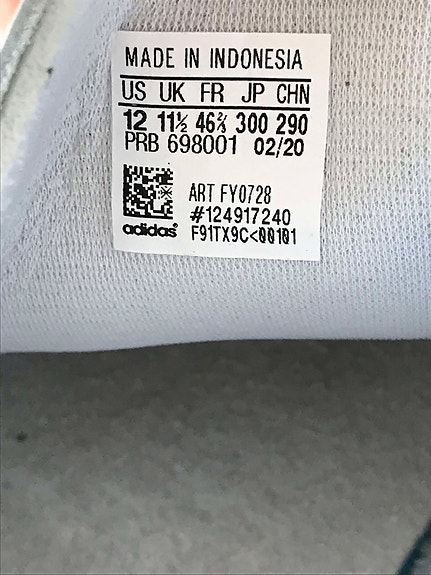 MADE IN INDONESIA
US UK FR JP CHN
12 11½ 46⅔ 300 290
PRB 698001 02/20
ART FY0728
#124917240
adidas® F91TX9C<00101